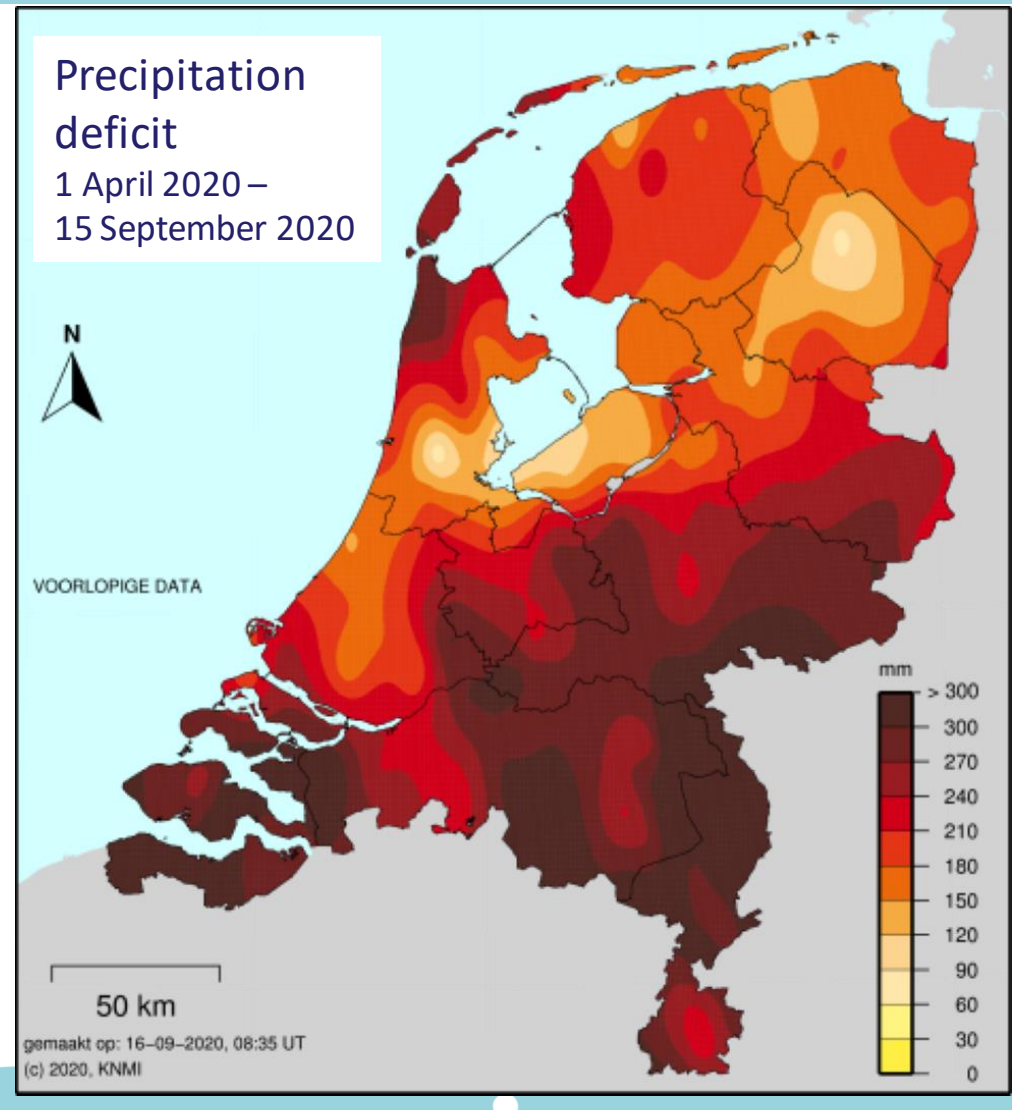 Precipitation
deficit
1 April 2020 –
15 September 2020
N
VOORLOPIGE DATA
mm
> 300
300
270
240
210
180
150
120
90
60
30
0
50 km
gemaakt op: 16-09-2020, 08:35 UT
(c) 2020, KNMI